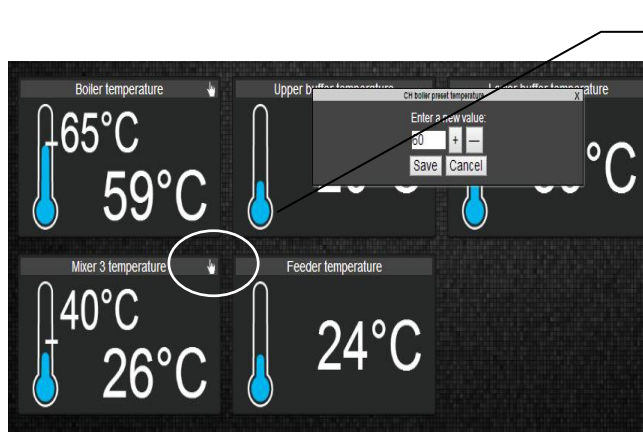 Boiler temperature
65°C
59°C
Upper buffer temperature
CH boiler preset temperature X
Enter a new value:
60 + —
Save Cancel
°C
Mixer 3 temperature
40°C
26°C
Feeder temperature
24°C